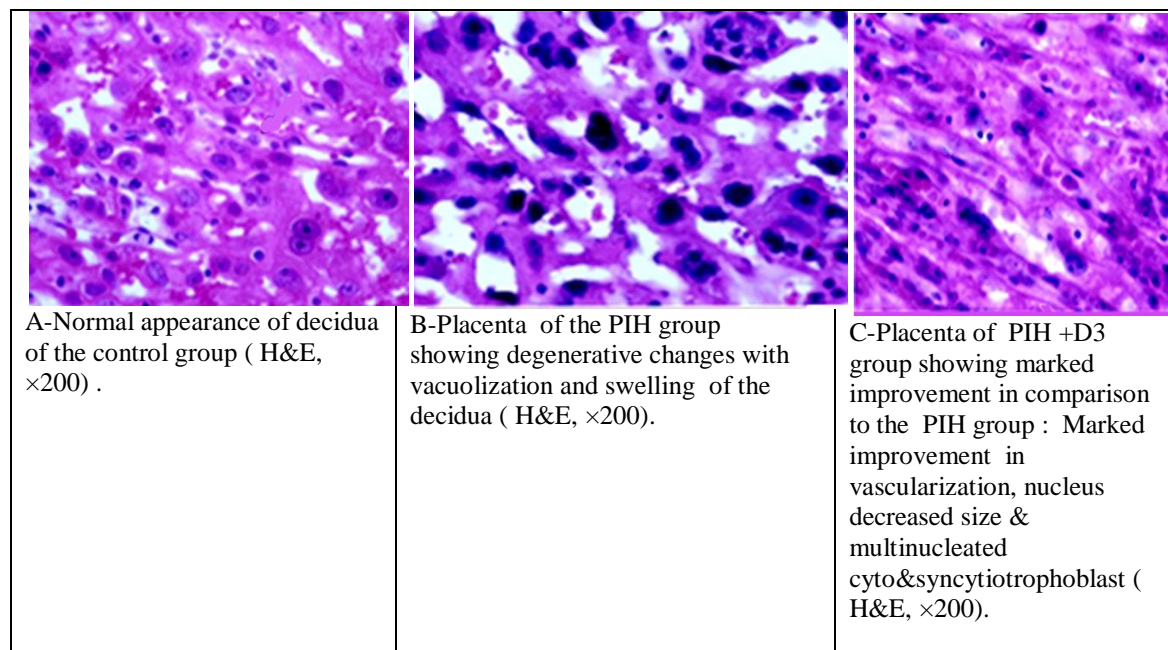 A-Normal appearance of decidua
of the control group ( H&E,
×200) .
B-Placenta of the PIH group
showing degenerative changes with
vacuolization and swelling of the
decidua ( H&E, ×200).
C-Placenta of PIH +D3
group showing marked
improvement in comparison
to the PIH group : Marked
improvement in
vascularization, nucleus
decreased size &
multinucleated
cyto&syncytiotrophoblast (
H&E, ×200).